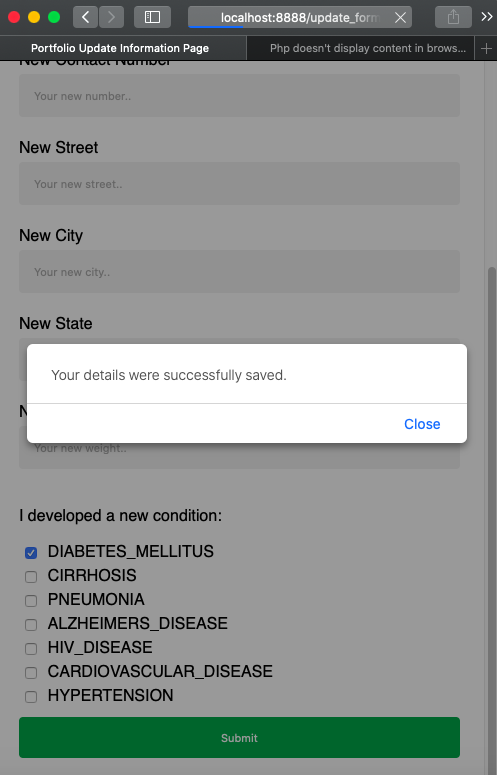 localhost:8888/update_form
Portfolio Update Information Page
Php doesn't display content in brows...
New Contact Number
Your new number..
New Street
Your new street..
New City
Your new city..
New State
Your details were successfully saved.
Close
Your new weight..
I developed a new condition:
DIABETES_MELLITUS
CIRRHOSIS
PNEUMONIA
ALZHEIMERS_DISEASE
HIV_DISEASE
CARDIOVASCULAR_DISEASE
HYPERTENSION
Submit